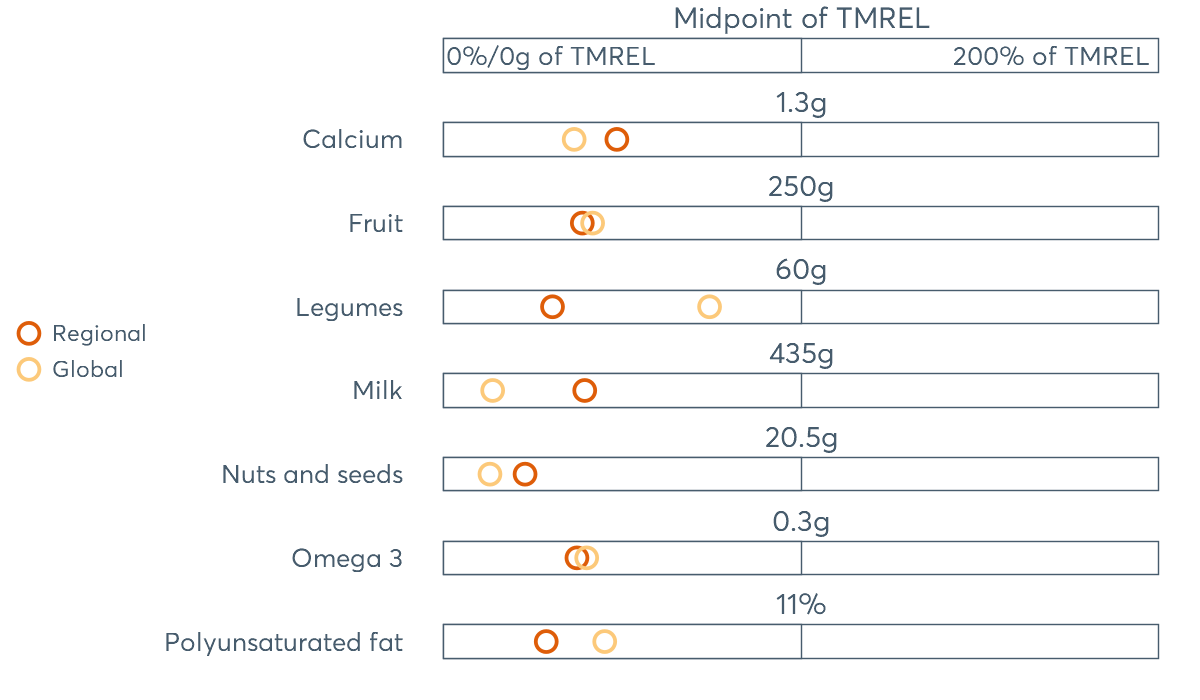 Midpoint of TMREL
0%/0g of TMREL
200% of TMREL
1.3g
Calcium
250g
Fruit
60g
Legumes
Regional
Global
435g
Milk
20.5g
Nuts and seeds
0.3g
Omega 3
11%
Polyunsaturated fat